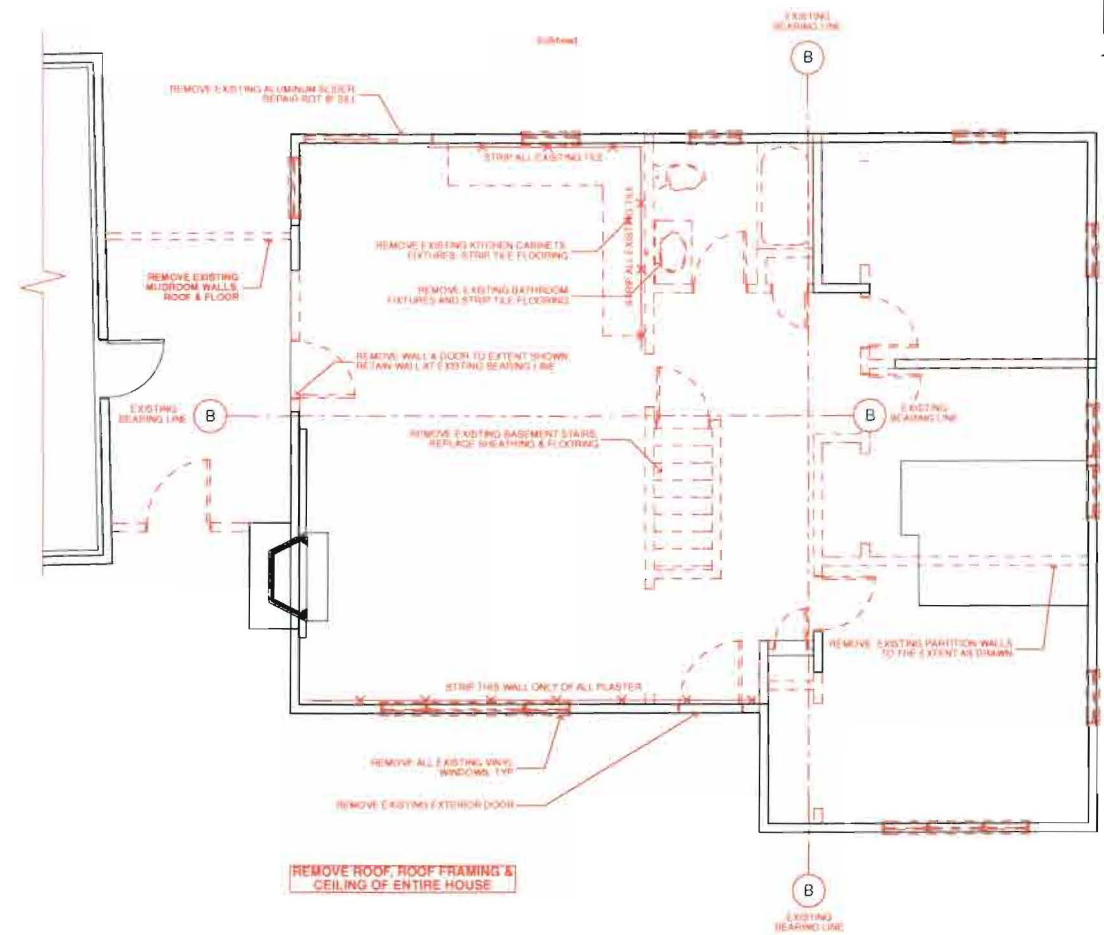 EXISTING
BEARING LINE
B
Bulkhead
REMOVE EXISTING ALUMINUM SLIDER
REPAIR ROT @ SILL
STRIP ALL EXISTING TILE
STRIP ALL EXISTING TILE
REMOVE EXISTING KITCHEN CABINETS,
FIXTURES, STRIP TILE FLOORING
REMOVE EXISTING
MUDROOM WALLS,
ROOF & FLOOR
REMOVE EXISTING BATHROOM
FIXTURES AND STRIP TILE FLOORING
REMOVE WALL & DOOR TO EXTENT SHOWN
RETAIN WALL AT EXISTING BEARING LINE
EXISTING
BEARING LINE
B
B
EXISTING
BEARING LINE
REMOVE EXISTING BASEMENT STAIRS,
REPLACE SHEATHING & FLOORING
REMOVE EXISTING PARTITION WALLS
TO THE EXTENT AS DRAWN
STRIP THIS WALL ONLY OF ALL PLASTER
REMOVE ALL EXISTING VINYL
WINDOWS, TYP
REMOVE EXISTING EXTERIOR DOOR
REMOVE ROOF, ROOF FRAMING &
CEILING OF ENTIRE HOUSE
B
EXISTING
BEARING LINE